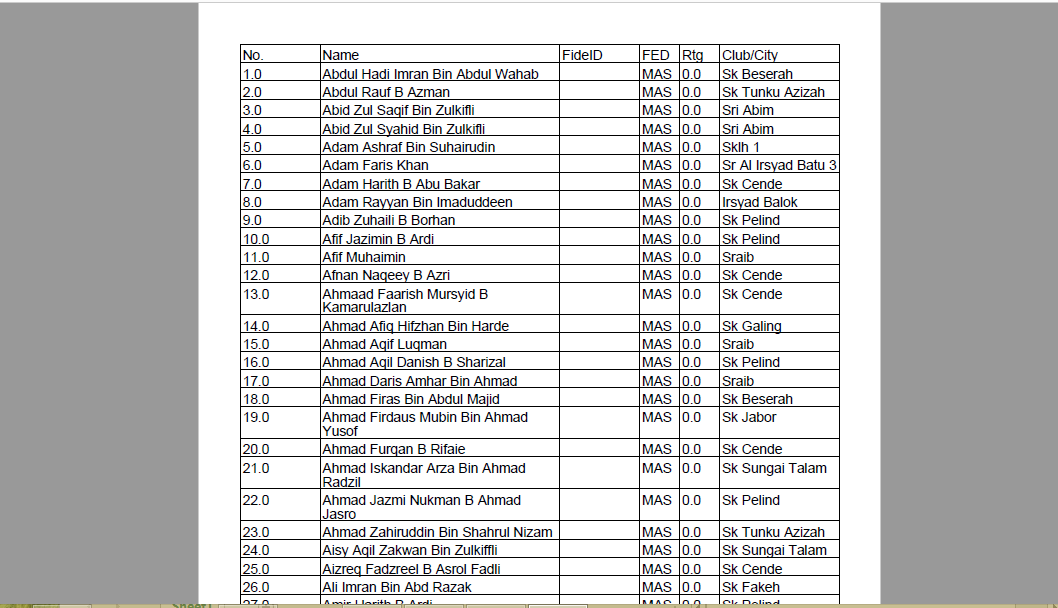 No. Name FideID FED Rtg Club/City
1.0 Abdul Hadi Imran Bin Abdul Wahab MAS 0.0 Sk Beserah
2.0 Abdul Rauf B Azman MAS 0.0 Sk Tunku Azizah
3.0 Abid Zul Saqif Bin Zulkifli MAS 0.0 Sri Abim
4.0 Abid Zul Syahid Bin Zulkifli MAS 0.0 Sri Abim
5.0 Adam Ashraf Bin Suhairudin MAS 0.0 Sklh 1
6.0 Adam Faris Khan MAS 0.0 Sr Al Irsyad Batu 3
7.0 Adam Harith B Abu Bakar MAS 0.0 Sk Cende
8.0 Adam Rayyan Bin Imaduddeen MAS 0.0 Irsyad Balok
9.0 Adib Zuhaili B Borhan MAS 0.0 Sk Pelind
10.0 Afif Jazimin B Ardi MAS 0.0 Sk Pelind
11.0 Afif Muhaimin MAS 0.0 Sraib
12.0 Afnan Naqeey B Azri MAS 0.0 Sk Cende
13.0 Ahmaad Faarish Mursyid B MAS 0.0 Sk Cende
Kamarulazlan
14.0 Ahmad Afiq Hifzhan Bin Harde MAS 0.0 Sk Galing
15.0 Ahmad Aqif Luqman MAS 0.0 Sraib
16.0 Ahmad Aqil Danish B Sharizal MAS 0.0 Sk Pelind
17.0 Ahmad Daris Amhar Bin Ahmad MAS 0.0 Sraib
18.0 Ahmad Firas Bin Abdul Majid MAS 0.0 Sk Beserah
19.0 Ahmad Firdaus Mubin Bin Ahmad MAS 0.0 Sk Jabor
Yusof
20.0 Ahmad Furqan B Rifaie MAS 0.0 Sk Cende
21.0 Ahmad Iskandar Arza Bin Ahmad MAS 0.0 Sk Sungai Talam
Radzil
22.0 Ahmad Jazmi Nukman B Ahmad MAS 0.0 Sk Pelind
Jasro
23.0 Ahmad Zahiruddin Bin Shahrul Nizam MAS 0.0 Sk Tunku Azizah
24.0 Aisy Aqil Zakwan Bin Zulkiffli MAS 0.0 Sk Sungai Talam
25.0 Aizreq Fadzreel B Asrol Fadli MAS 0.0 Sk Cende
26.0 Ali Imran Bin Abd Razak MAS 0.0 Sk Fakeh
27.0 Amir Harith B Ardi MAS 0.0 Sk Pelind